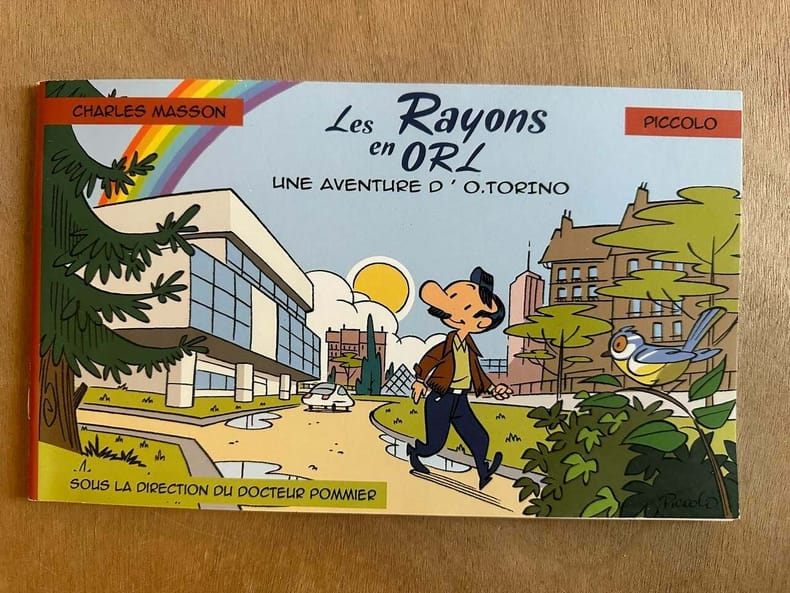 CHARLES MASSON
Les Rayons
en ORL
UNE AVENTURE D'O.TORINO
PICCOLO
SOUS LA DIRECTION DU DOCTEUR POMMIER
Piccolo